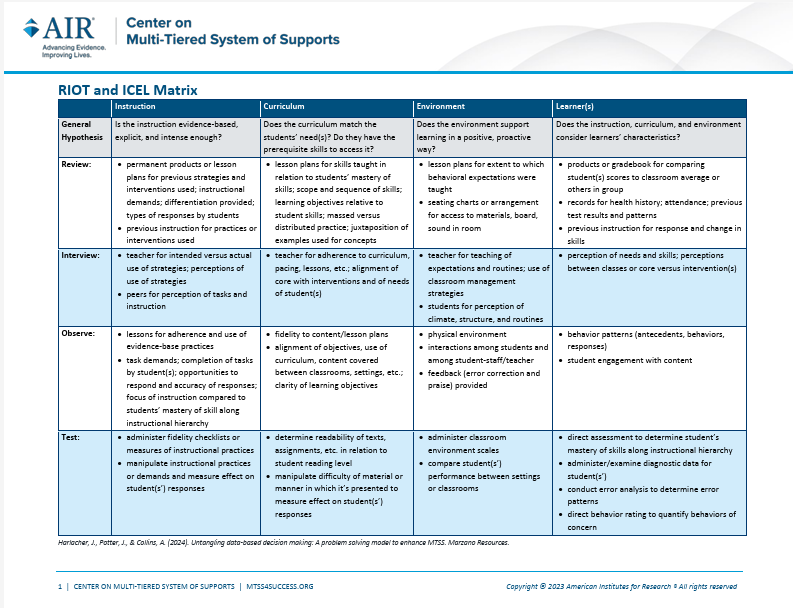 AIR®
Advancing Evidence.
Improving Lives.
Center on
Multi-Tiered System of Supports
RIOT and ICEL Matrix
Instruction
Curriculum
Environment
Learner(s)
General
Hypothesis
Is the instruction evidence-based,
explicit, and intense enough?
Does the curriculum match the
students' need(s)? Do they have the
prerequisite skills to access it?
Does the environment support
learning in a positive, proactive
way?
Does the instruction, curriculum, and environment
consider learners' characteristics?
Review:
• permanent products or lesson
plans for previous strategies and
interventions used; instructional
demands; differentiation provided;
types of responses by students
• previous instruction for practices or
interventions used
• lesson plans for skills taught in
relation to students' mastery of
skills; scope and sequence of skills;
learning objectives relative to
student skills; massed versus
distributed practice; juxtaposition of
examples used for concepts
• lesson plans for extent to which
behavioral expectations were
taught
• seating charts or arrangement
for access to materials, board,
sound in room
• products or gradebook for comparing
student(s) scores to classroom average or
others in group
• records for health history; attendance; previous
test results and patterns
• previous instruction for response and change in
skills
Interview:
• teacher for intended versus actual
use of strategies; perceptions of
use of strategies
• peers for perception of tasks and
instruction
• teacher for adherence to curriculum,
pacing, lessons, etc.; alignment of
core with interventions and of needs
of student(s)
• teacher for teaching of
expectations and routines; use of
classroom management
strategies
• students for perception of
climate, structure, and routines
• perception of needs and skills; perceptions
between classes or core versus intervention(s)
Observe:
• lessons for adherence and use of
evidence-base practices
• task demands; completion of tasks
by student(s); opportunities to
respond and accuracy of responses;
focus of instruction compared to
students' mastery of skill along
instructional hierarchy
• fidelity to content/lesson plans
• alignment of objectives, use of
curriculum, content covered
between classrooms, settings, etc.;
clarity of learning objectives
• physical environment
• interactions among students and
among student-staff/teacher
• feedback (error correction and
praise) provided
• behavior patterns (antecedents, behaviors,
responses)
• student engagement with content
Test:
• administer fidelity checklists or
measures of instructional practices
• manipulate instructional practices
or demands and measure effect on
student(s') responses
• determine readability of texts,
assignments, etc. in relation to
student reading level
• manipulate difficulty of material or
manner in which it's presented to
measure effect on student(s')
responses
• administer classroom
environment scales
• compare student(s')
performance between settings
or classrooms
• direct assessment to determine student's
mastery of skills along instructional hierarchy
• administer/examine diagnostic data for
student(s')
• conduct error analysis to determine error
patterns
• direct behavior rating to quantify behaviors of
concern
Harlacher, J., Potter, J., & Collins, A. (2024). Untangling data-based decision making: A problem solving model to enhance MTSS. Marzano Resources.
1 | CENTER ON MULTI-TIERED SYSTEM OF SUPPORTS | MTSS4SUCCESS.ORG
Copyright © 2023 American Institutes for Research ® All rights reserved